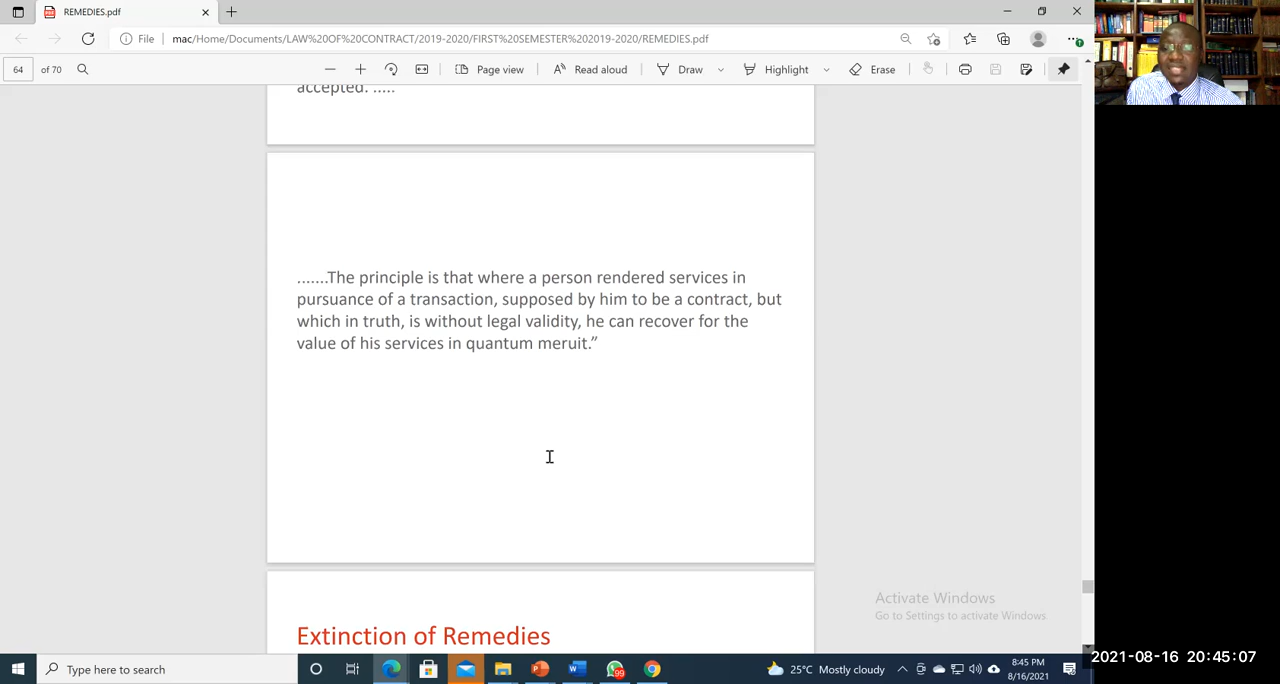 REMEDIES.pdf
File
mac/Home/Documents/LAW%20OF%20CONTRACT/2019-2020/FIRST%20SEMESTER%202019-2020/REMEDIES.pdf
64 of 70
Page view
Read aloud
Draw
Highlight
Erase
accepted. .....
.......The principle is that where a person rendered services in
pursuance of a transaction, supposed by him to be a contract, but
which in truth, is without legal validity, he can recover for the
value of his services in quantum meruit.”
Activate Windows
Go to Settings to activate Windows.
Extinction of Remedies
Type here to search
99
25°C Mostly cloudy
8:45 PM
8/16/2021
2021-08-16 20:45:07